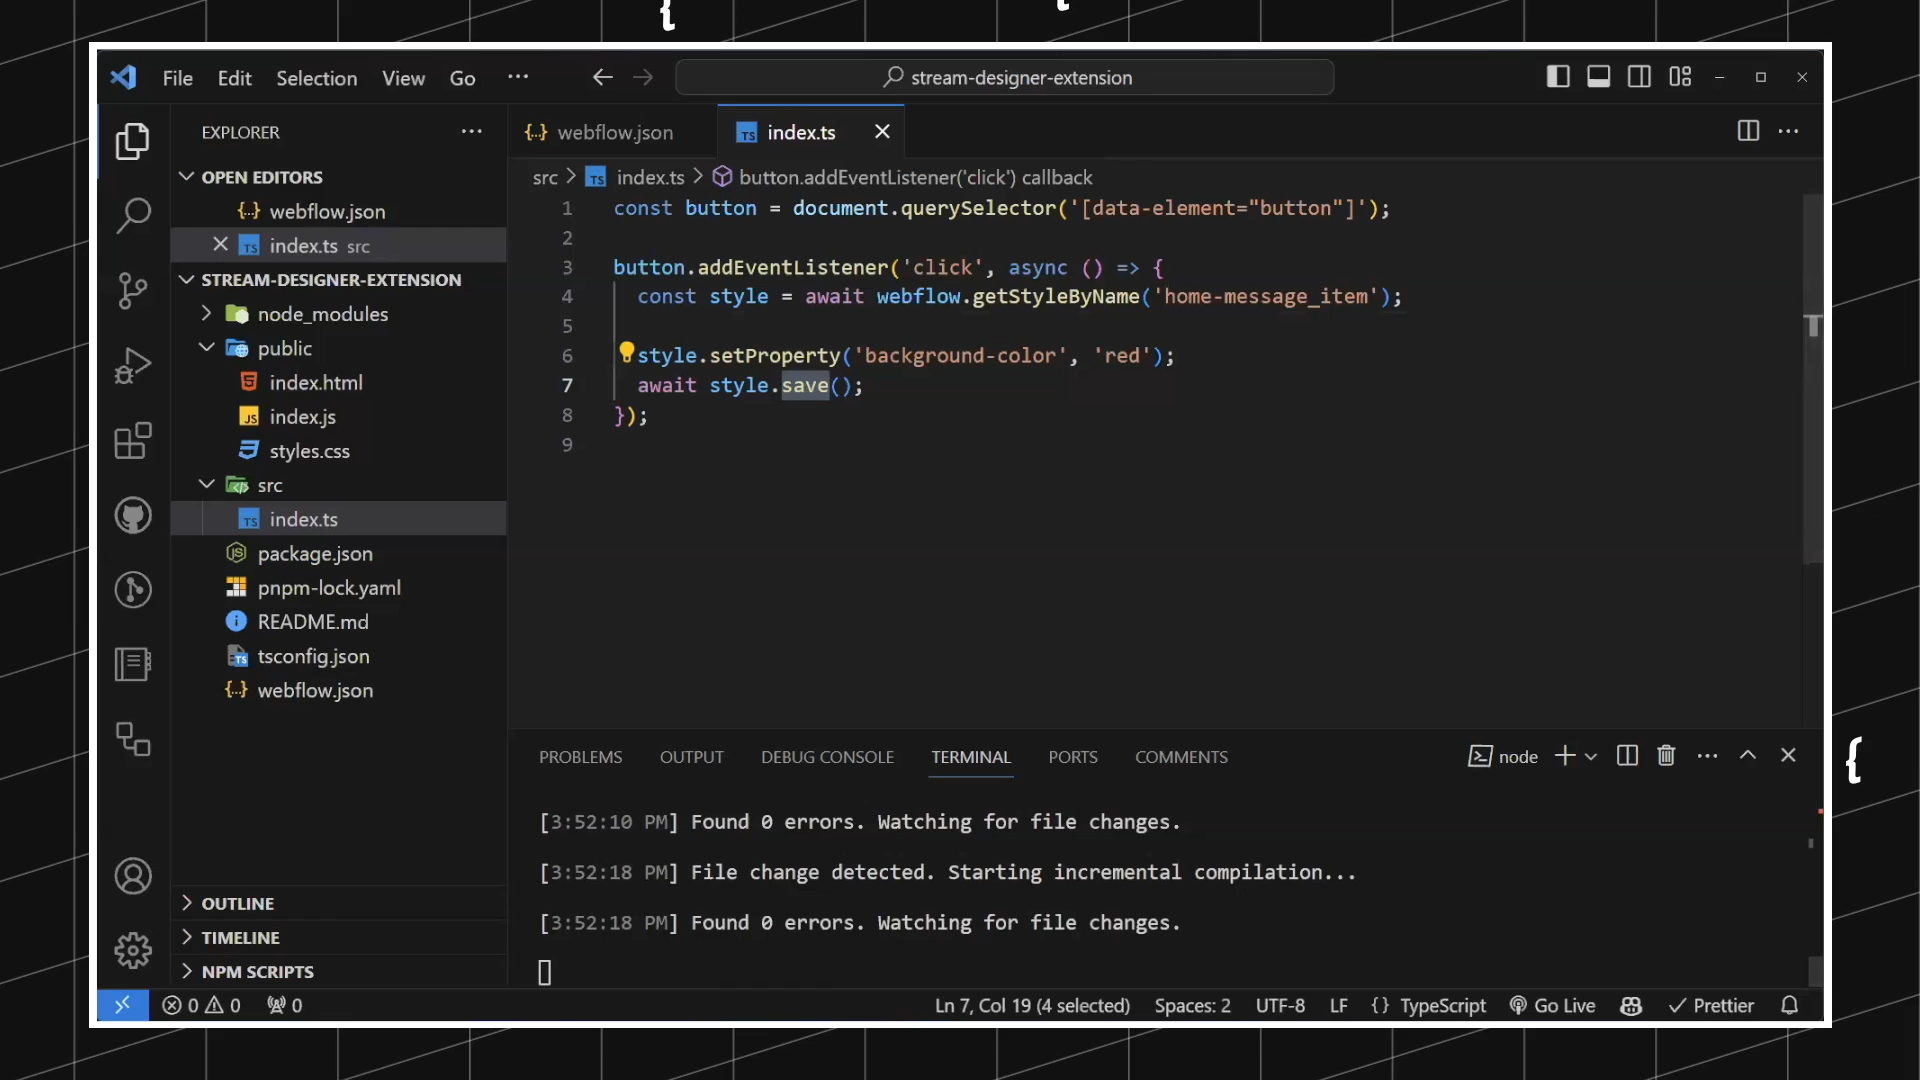 {
{
File Edit Selection View Go ···
stream-designer-extension
EXPLORER
OPEN EDITORS
webflow.json
index.ts src
STREAM-DESIGNER-EXTENSION
node_modules
public
index.html
index.js
styles.css
src
index.ts
package.json
pnpm-lock.yaml
README.md
tsconfig.json
webflow.json
OUTLINE
TIMELINE
NPM SCRIPTS
{..} webflow.json
TS index.ts
src > TS index.ts > button.addEventListener('click') callback
1 const button = document.querySelector('[data-element="button"]');
2
3 button.addEventListener('click', async () => {
4 const style = await webflow.getStyleByName('home-message_item');
5
6 style.setProperty('background-color', 'red');
7 await style.save();
8 });
9
PROBLEMS OUTPUT DEBUG CONSOLE TERMINAL PORTS COMMENTS
node
[3:52:10 PM] Found 0 errors. Watching for file changes.
[3:52:18 PM] File change detected. Starting incremental compilation...
[3:52:18 PM] Found 0 errors. Watching for file changes.
{
0 0 0
Ln 7, Col 19 (4 selected) Spaces: 2 UTF-8 LF {} TypeScript Go Live Prettier